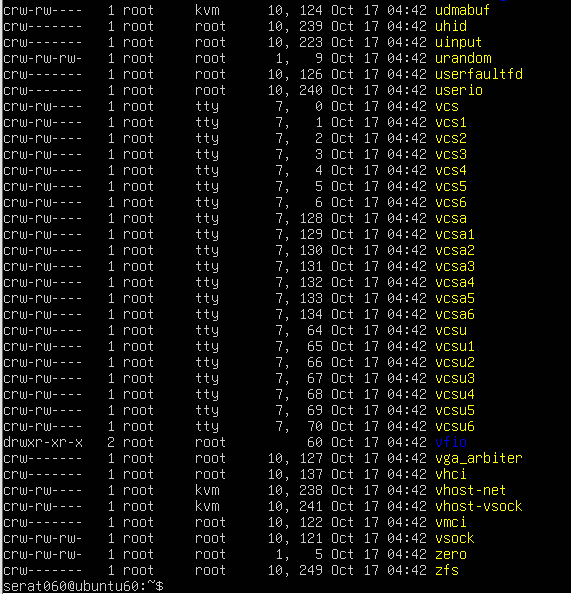 crw-rw---- 1 root kvm 10, 124 Oct 17 04:42 udmabuf
crw-rw---- 1 root root 10, 239 Oct 17 04:42 uhid
crw------- 1 root root 10, 223 Oct 17 04:42 uinput
crw-rw-rw- 1 root root 1, 9 Oct 17 04:42 urandom
crw------- 1 root root 10, 126 Oct 17 04:42 userfaultfd
crw------- 1 root root 10, 240 Oct 17 04:42 userio
crw-rw---- 1 root tty 7, 0 Oct 17 04:42 vcs
crw-rw---- 1 root tty 7, 1 Oct 17 04:42 vcs1
crw-rw---- 1 root tty 7, 2 Oct 17 04:42 vcs2
crw-rw---- 1 root tty 7, 3 Oct 17 04:42 vcs3
crw-rw---- 1 root tty 7, 4 Oct 17 04:42 vcs4
crw-rw---- 1 root tty 7, 5 Oct 17 04:42 vcs5
crw-rw---- 1 root tty 7, 6 Oct 17 04:42 vcs6
crw-rw---- 1 root tty 7, 128 Oct 17 04:42 vcsa
crw-rw---- 1 root tty 7, 129 Oct 17 04:42 vcsa1
crw-rw---- 1 root tty 7, 130 Oct 17 04:42 vcsa2
crw-rw---- 1 root tty 7, 131 Oct 17 04:42 vcsa3
crw-rw---- 1 root tty 7, 132 Oct 17 04:42 vcsa4
crw-rw---- 1 root tty 7, 133 Oct 17 04:42 vcsa5
crw-rw---- 1 root tty 7, 134 Oct 17 04:42 vcsa6
crw-rw---- 1 root tty 7, 64 Oct 17 04:42 vcsu
crw-rw---- 1 root tty 7, 65 Oct 17 04:42 vcsu1
crw-rw---- 1 root tty 7, 66 Oct 17 04:42 vcsu2
crw-rw---- 1 root tty 7, 67 Oct 17 04:42 vcsu3
crw-rw---- 1 root tty 7, 68 Oct 17 04:42 vcsu4
crw-rw---- 1 root tty 7, 69 Oct 17 04:42 vcsu5
crw-rw---- 1 root tty 7, 70 Oct 17 04:42 vcsu6
drwxr-xr-x 2 root root 60 Oct 17 04:42 vfio
crw------- 1 root root 10, 127 Oct 17 04:42 vga_arbiter
crw------- 1 root root 10, 137 Oct 17 04:42 vhci
crw-rw---- 1 root kvm 10, 238 Oct 17 04:42 vhost-net
crw-rw---- 1 root kvm 10, 241 Oct 17 04:42 vhost-vsock
crw------- 1 root root 10, 122 Oct 17 04:42 vmci
crw-rw-rw- 1 root root 10, 121 Oct 17 04:42 vsock
crw-rw-rw- 1 root root 1, 5 Oct 17 04:42 zero
crw------- 1 root root 10, 249 Oct 17 04:42 zfs
serat060@ubuntu60:~$